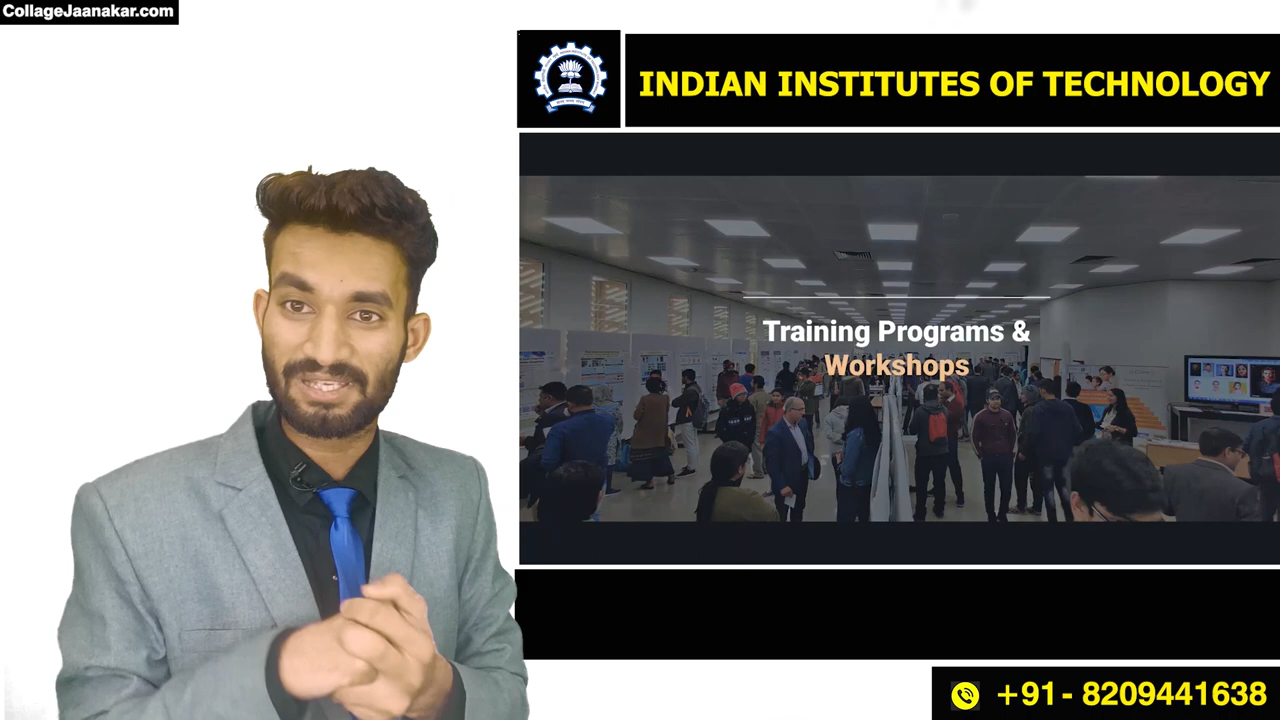 CollageJaanakar.com
INDIAN INSTITUTES OF TECHNOLOGY
Training Programs &
Workshops
+91- 8209441638